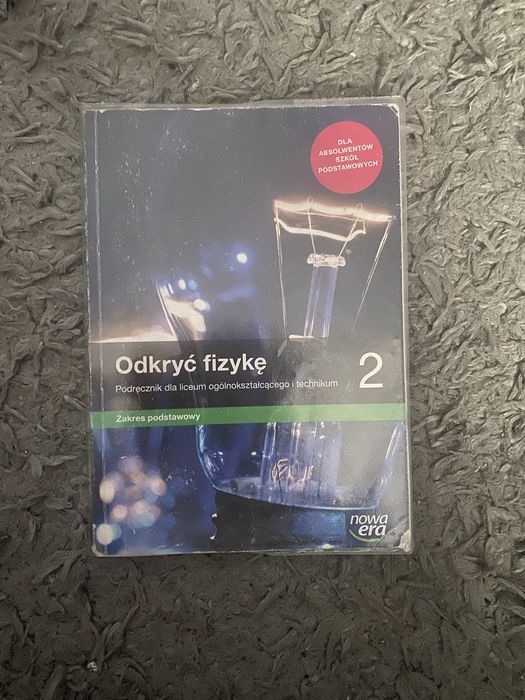 DLA
ABSOLWENTÓW
SZKÓŁ
PODSTAWOWYCH
Odkryć fizykę 2
Podręcznik dla liceum ogólnokształcącego i technikum
Zakres podstawowy
nowa
era